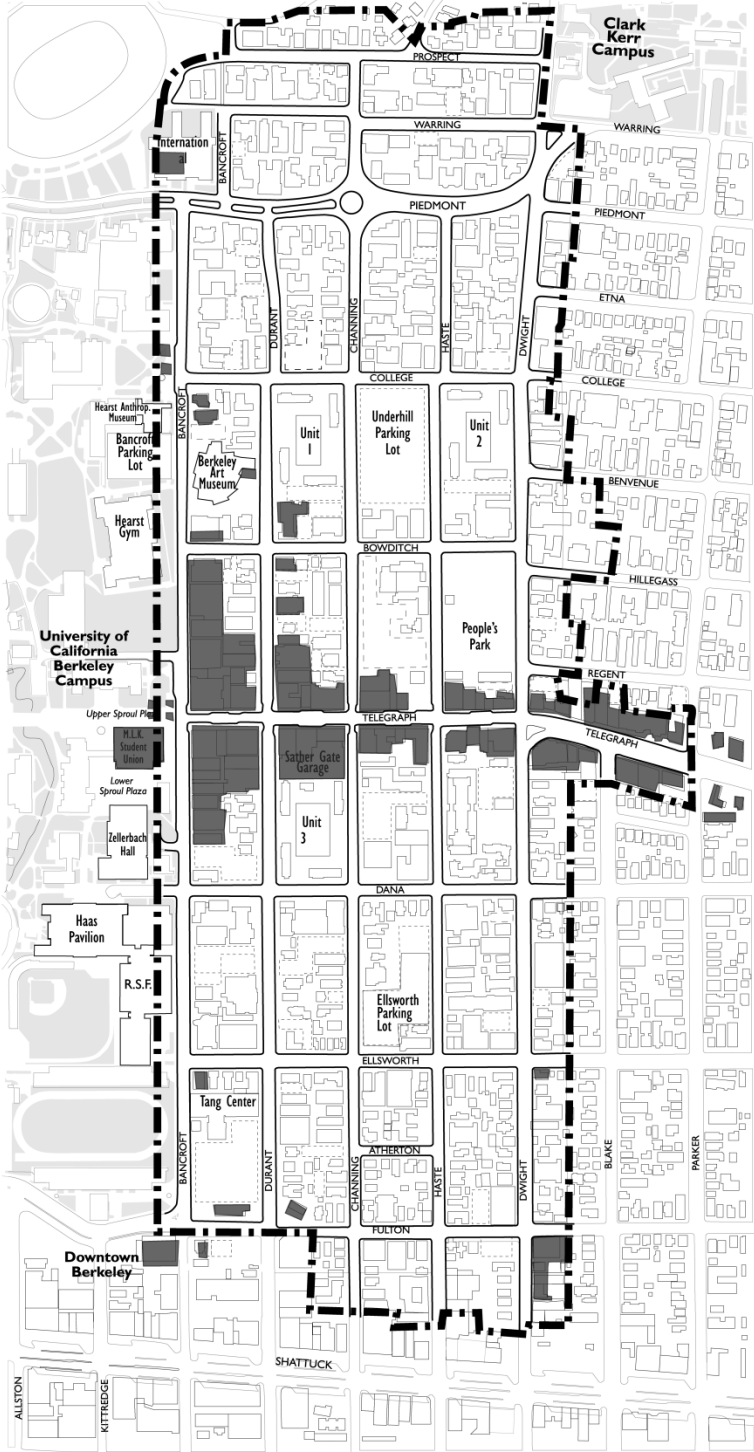 Clark
Kerr
Campus
PROSPECT
WARRING
WARRING
Internation
al
BANCROFT
PIEDMONT
PIEDMONT
ETNA
DURANT
CHANNING
HASTE
DWIGHT
COLLEGE
COLLEGE
BANCROFT
Hearst Anthrop.
Museum
Bancroft
Parking
Lot
Unit
1
Underhill
Parking
Lot
Unit
2
Berkeley
Art
Museum
BENVENUE
Hearst
Gym
BOWDITCH
HILLEGASS
University of
California
Berkeley
Campus
People's
Park
REGENT
Upper Sproul Pla
TELEGRAPH
TELEGRAPH
M.L.K.
Student
Union
Sather Gate
Garage
Lower
Sproul Plaza
Unit
3
Zellerbach
Hall
DANA
Haas
Pavilion
R.S.F.
Ellsworth
Parking
Lot
ELLSWORTH
Tang Center
ATHERTON
BANCROFT
DURANT
CHANNING
HASTE
DWIGHT
BLAKE
PARKER
FULTON
Downtown
Berkeley
SHATTUCK
ALLSTON
KITTREDGE